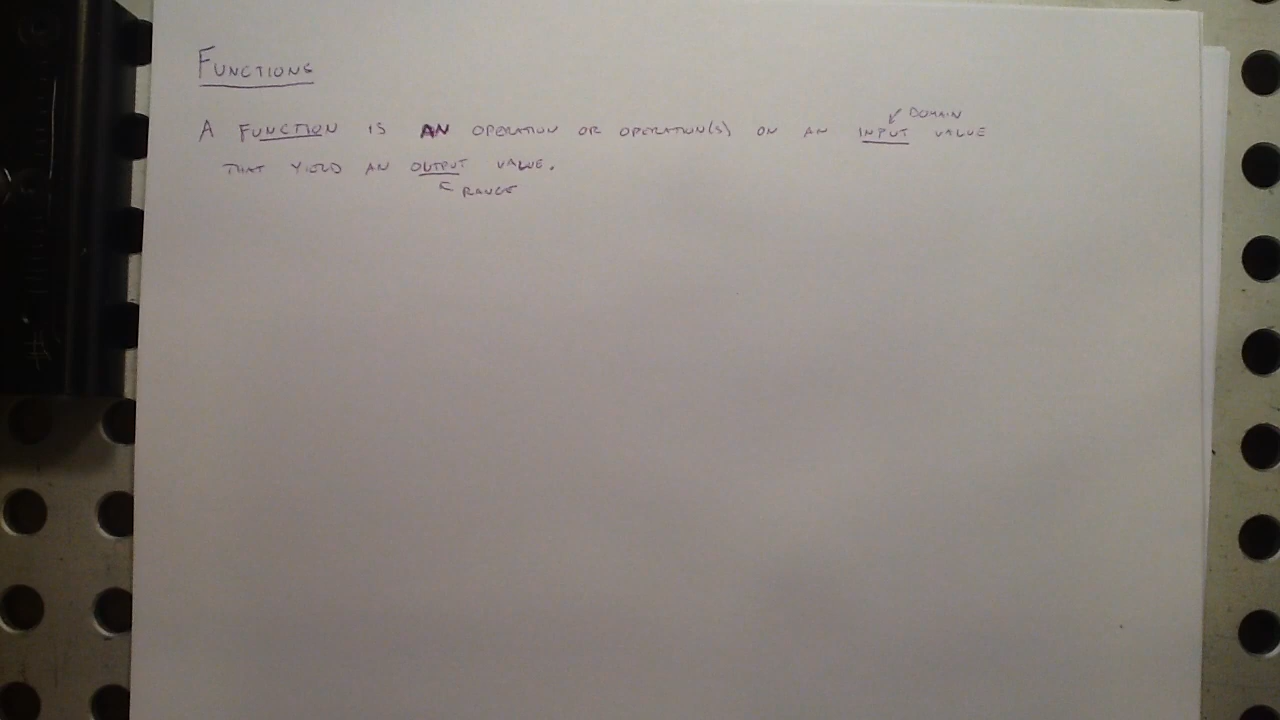 FUNCTIONS
DOMAIN
A FUNCTION IS AN OPERATION OR OPERATION(S) ON AN INPUT VALUE
THAT YIELD AN OUTPUT VALUE.
RANGE